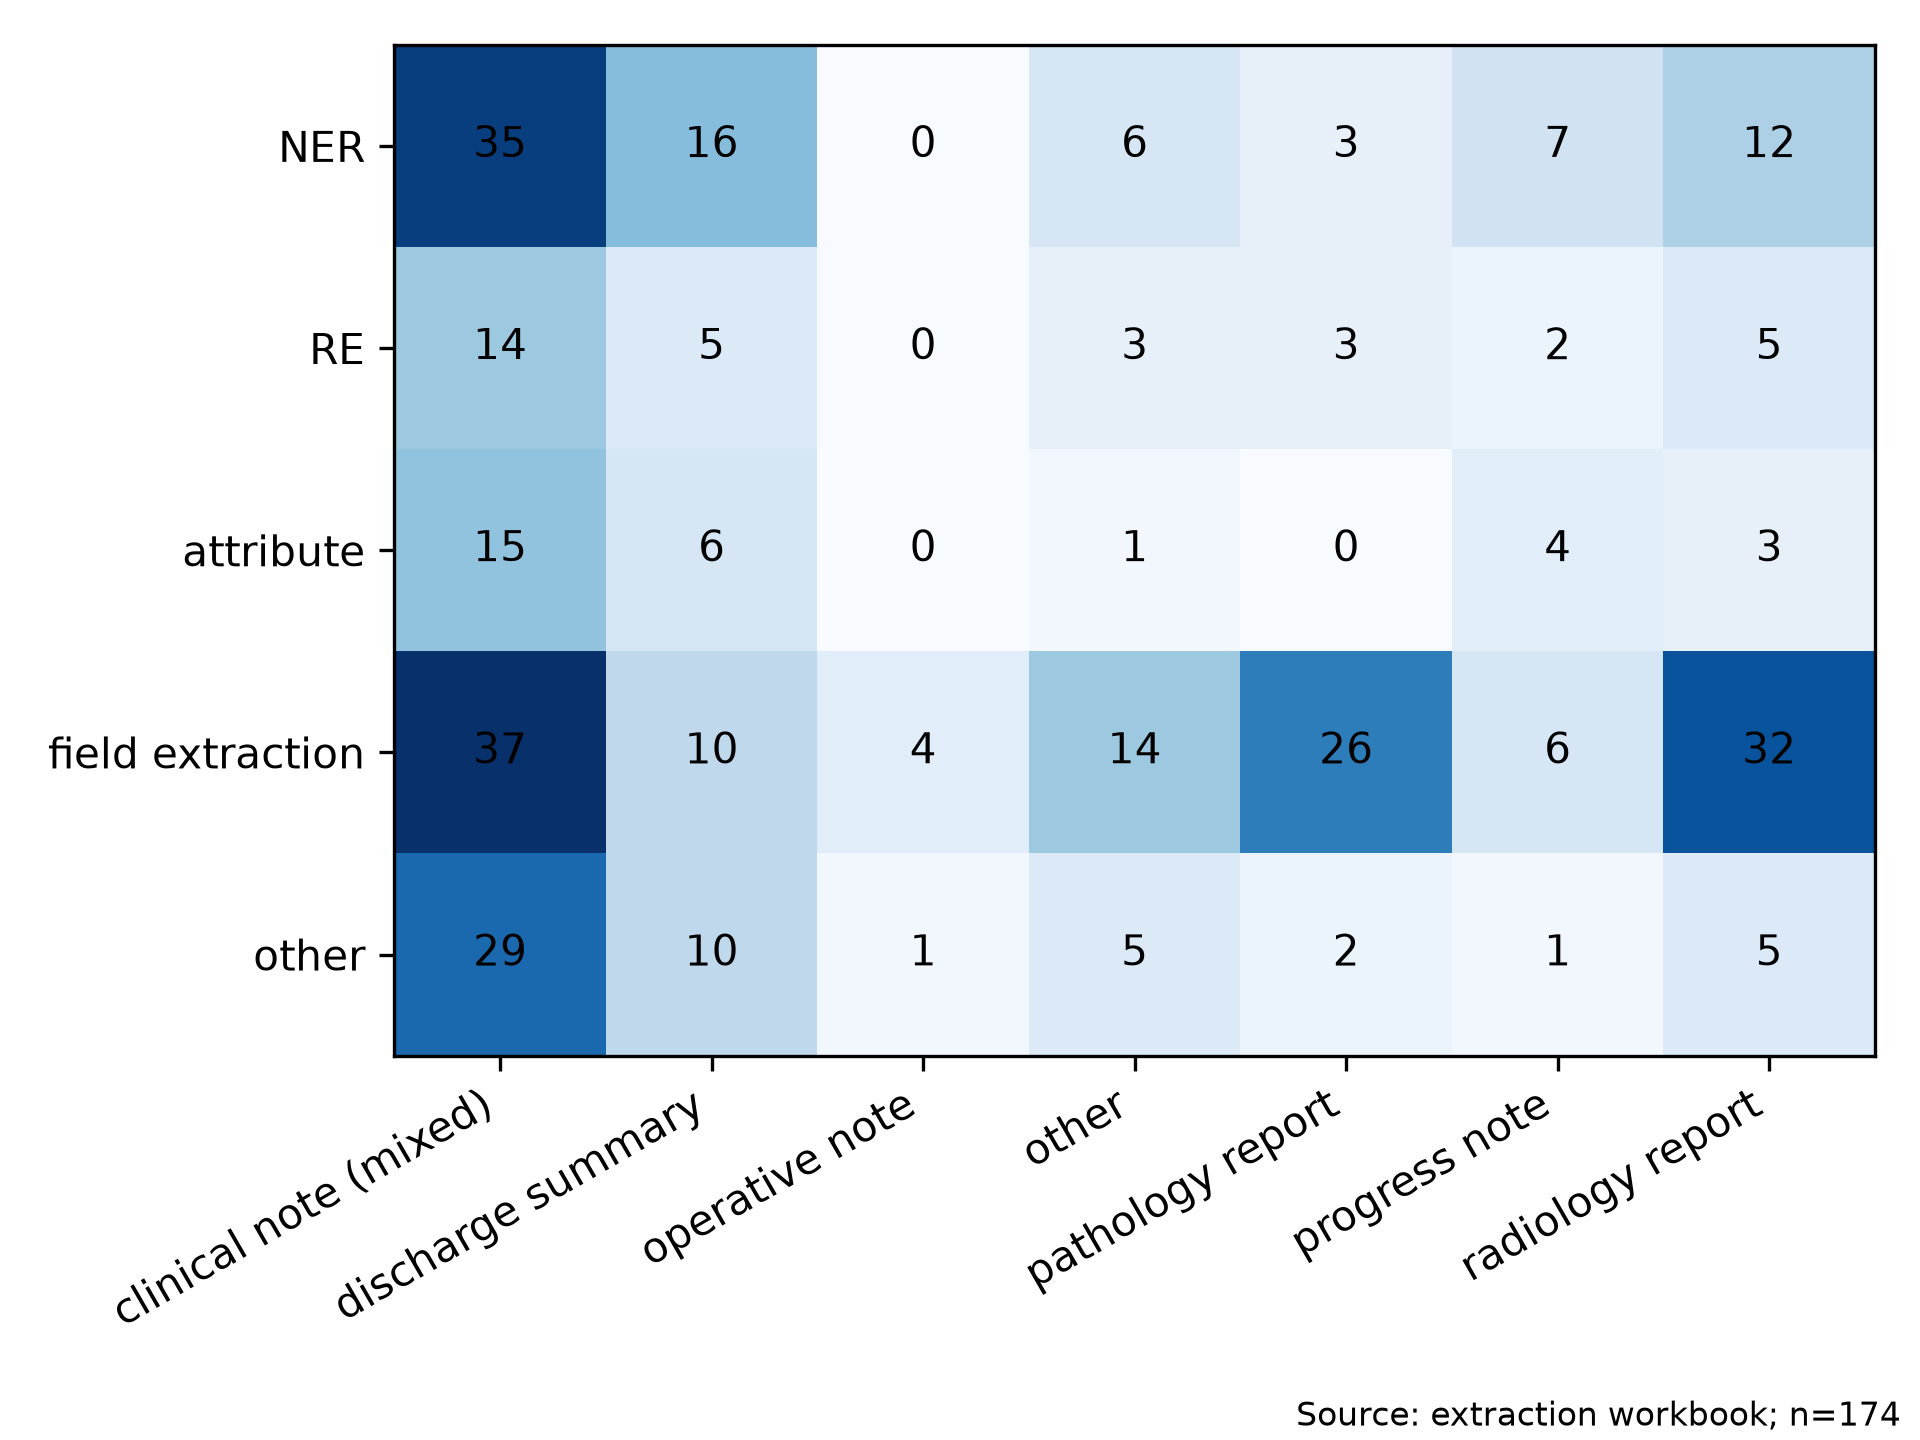 NER 35 16 0 6 3 7 12
RE 14 5 0 3 3 2 5
attribute 15 6 0 1 0 4 3
field extraction 37 10 4 14 26 6 32
other 29 10 1 5 2 1 5
clinical note (mixed)
discharge summary
operative note
other
pathology report
progress note
radiology report
Source: extraction workbook; n=174